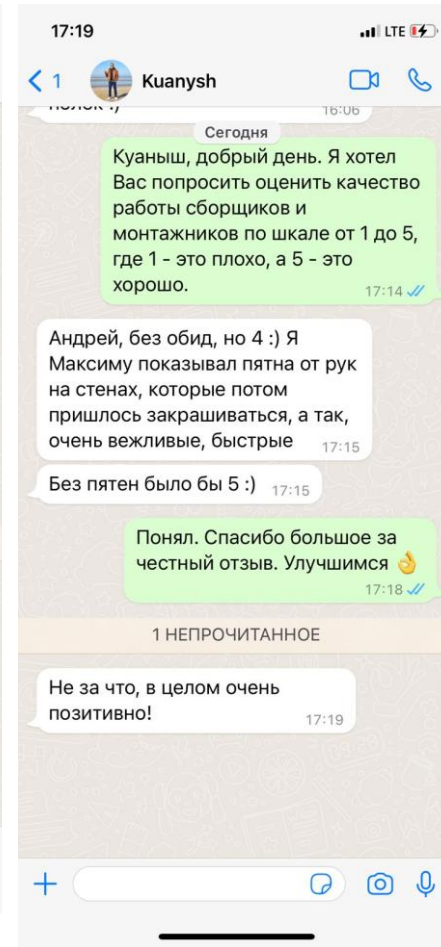 17:19
LTE
1
Kuanysh
16:06
Сегодня
Куаныш, добрый день. Я хотел
Вас попросить оценить качество
работы сборщиков и
монтажников по шкале от 1 до 5,
где 1 - это плохо, а 5 - это
хорошо.
17:14
Андрей, без обид, но 4 :) Я
Максиму показывал пятна от рук
на стенах, которые потом
пришлось закрашиваться, а так,
очень вежливые, быстрые
17:15
Без пятен было бы 5 :)
17:15
Понял. Спасибо большое за
честный отзыв. Улучшимся 👌
17:18
1 НЕПРОЧИТАННОЕ
Не за что, в целом очень
позитивно!
17:19